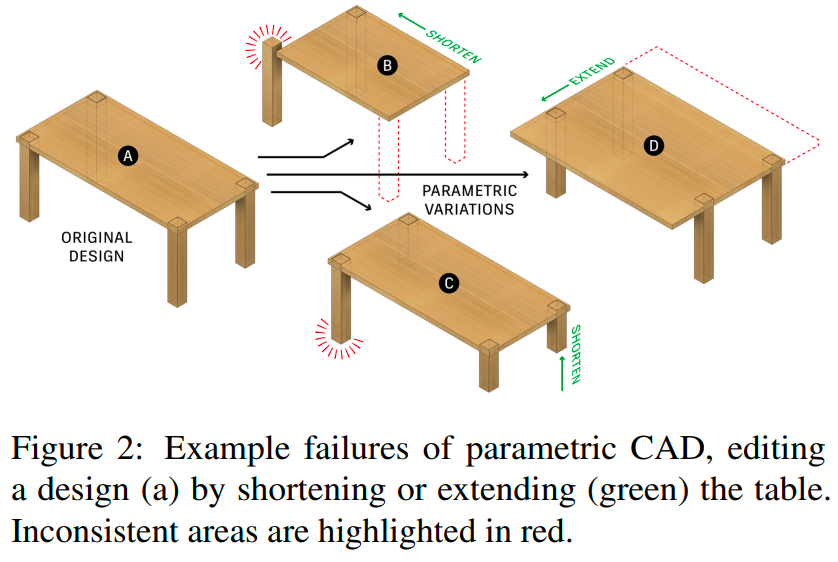 B
SHORTEN
EXTEND
A
D
PARAMETRIC
VARIATIONS
ORIGINAL
DESIGN
C
SHORTEN
Figure 2: Example failures of parametric CAD, editing
a design (a) by shortening or extending (green) the table.
Inconsistent areas are highlighted in red.